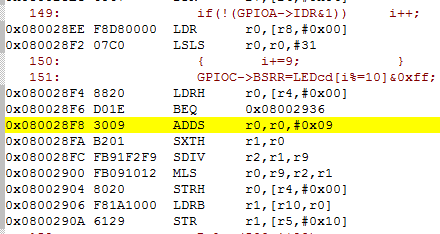 149:                 if(!(GPIOA->IDR&1))    i++;
0x080028EE F8D80000  LDR      r0,[r8,#0x00]
0x080028F2 07C0      LSLS     r0,r0,#31
150:                 {      i+=9;           }
151:                 GPIOC->BSRR=LEDcd[i%=10]&0xff;
0x080028F4 8820      LDRH     r0,[r4,#0x00]
0x080028F6 D01E      BEQ      0x08002936
0x080028F8 3009      ADDS     r0,r0,#0x09
0x080028FA B201      SXTH     r1,r0
0x080028FC FB91F2F9  SDIV     r2,r1,r9
0x08002900 FB091012  MLS      r0,r9,r2,r1
0x08002904 8020      STRH     r0,[r4,#0x00]
0x08002906 F81A1000  LDRB     r1,[r10,r0]
0x0800290A 6129      STR      r1,[r5,#0x10]